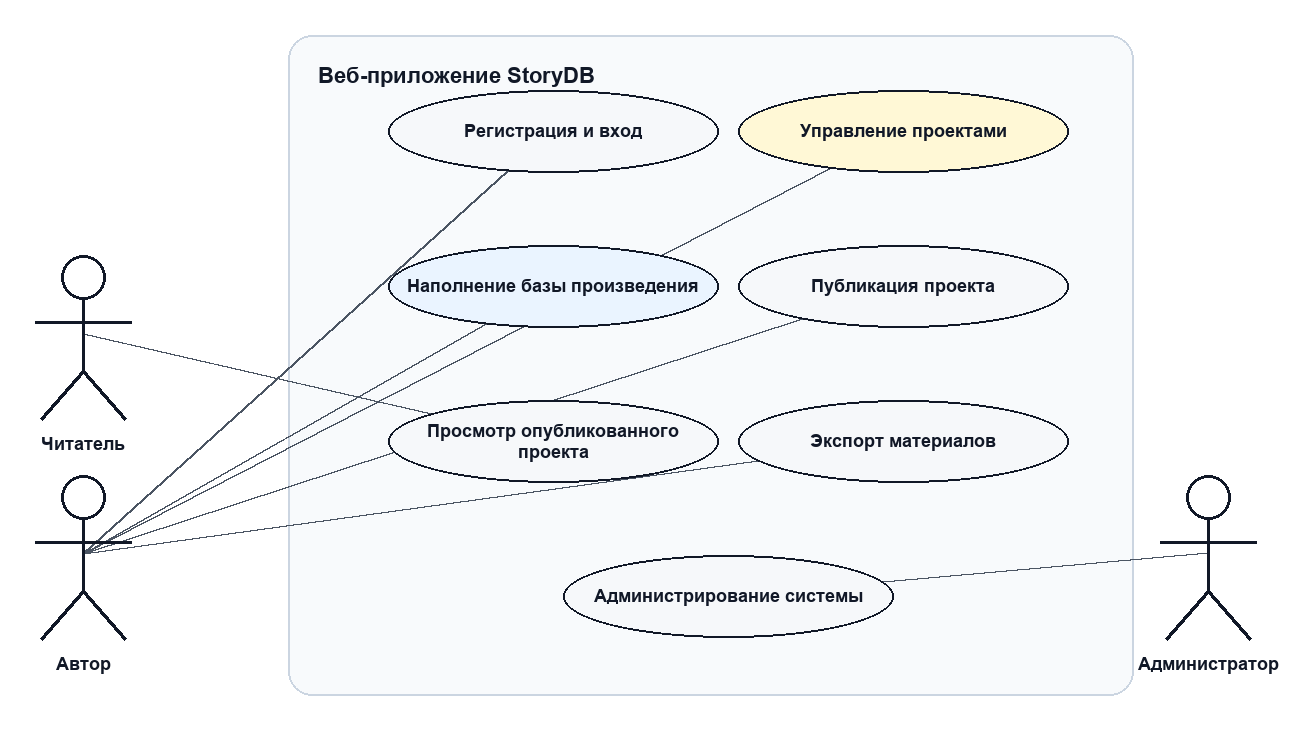 Веб-приложение StoryDB
Регистрация и вход
Управление проектами
Наполнение базы произведения
Публикация проекта
Просмотр опубликованного
проекта
Экспорт материалов
Читатель
Администрирование системы
Автор
Администратор